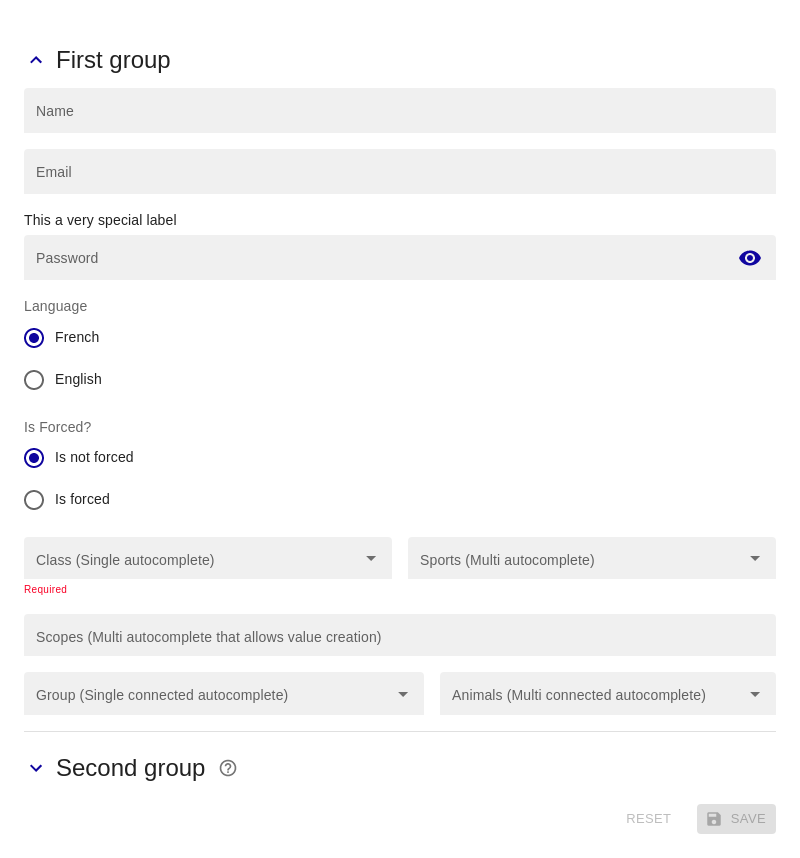 First group
Name
Email
This a very special label
Password
Language
French
English
Is Forced?
Is not forced
Is forced
Class (Single autocomplete)
Sports (Multi autocomplete)
Required
Scopes (Multi autocomplete that allows value creation)
Group (Single connected autocomplete)
Animals (Multi connected autocomplete)
Second group
RESET
SAVE